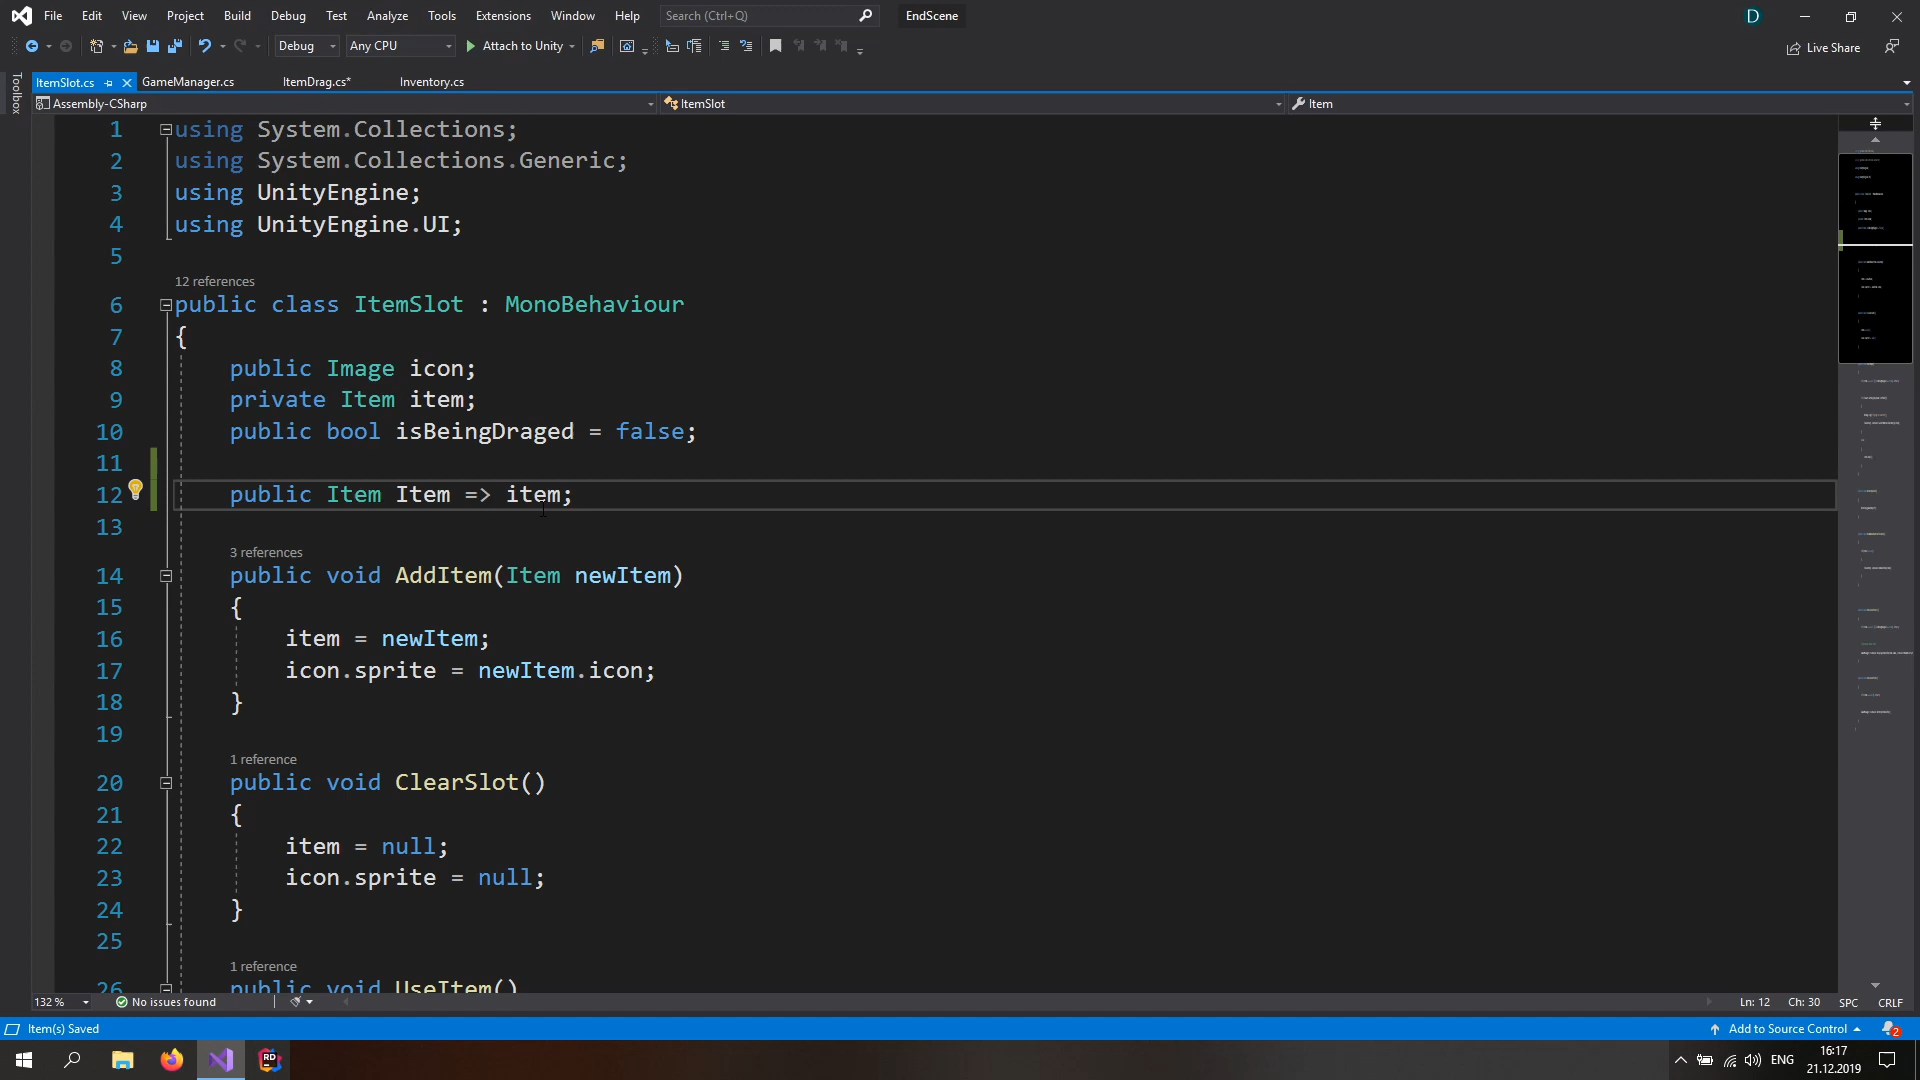 File Edit View Project Build Debug Test Analyze Tools Extensions Window Help Search (Ctrl+Q) EndScene D
Debug Any CPU Attach to Unity Live Share
ItemSlot.cs GameManager.cs ItemDrag.cs* Inventory.cs
Toolbox
Assembly-CSharp ItemSlot Item
1 using System.Collections;
2 using System.Collections.Generic;
3 using UnityEngine;
4 using UnityEngine.UI;
5
12 references
6 public class ItemSlot : MonoBehaviour
7 {
8 public Image icon;
9 private Item item;
10 public bool isBeingDraged = false;
11
12 public Item Item => item;
13
3 references
14 public void AddItem(Item newItem)
15 {
16 item = newItem;
17 icon.sprite = newItem.icon;
18 }
19
1 reference
20 public void ClearSlot()
21 {
22 item = null;
23 icon.sprite = null;
24 }
25
1 reference
26 public void UseItem()
132 % No issues found Ln: 12 Ch: 30 SPC CRLF
Item(s) Saved Add to Source Control 2
RD ENG 16:17
21.12.2019